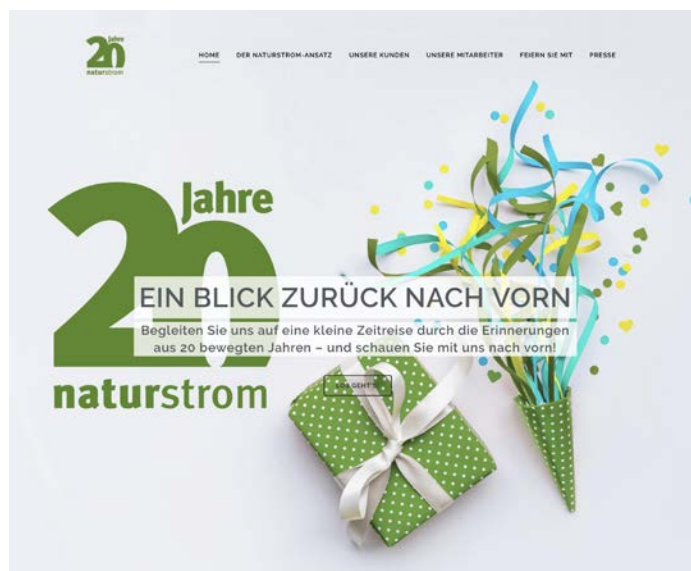 20 Jahre
naturstrom
HOME DER NATURSTROM-ANSATZ UNSERE KUNDEN UNSERE MITARBEITER FEIERN SIE MIT PRESSE
20 Jahre
naturstrom
EIN BLICK ZURÜCK NACH VORN
Begleiten Sie uns auf eine kleine Zeitreise durch die Erinnerungen
aus 20 bewegten Jahren – und schauen Sie mit uns nach vorn!
LOS GEHT'S